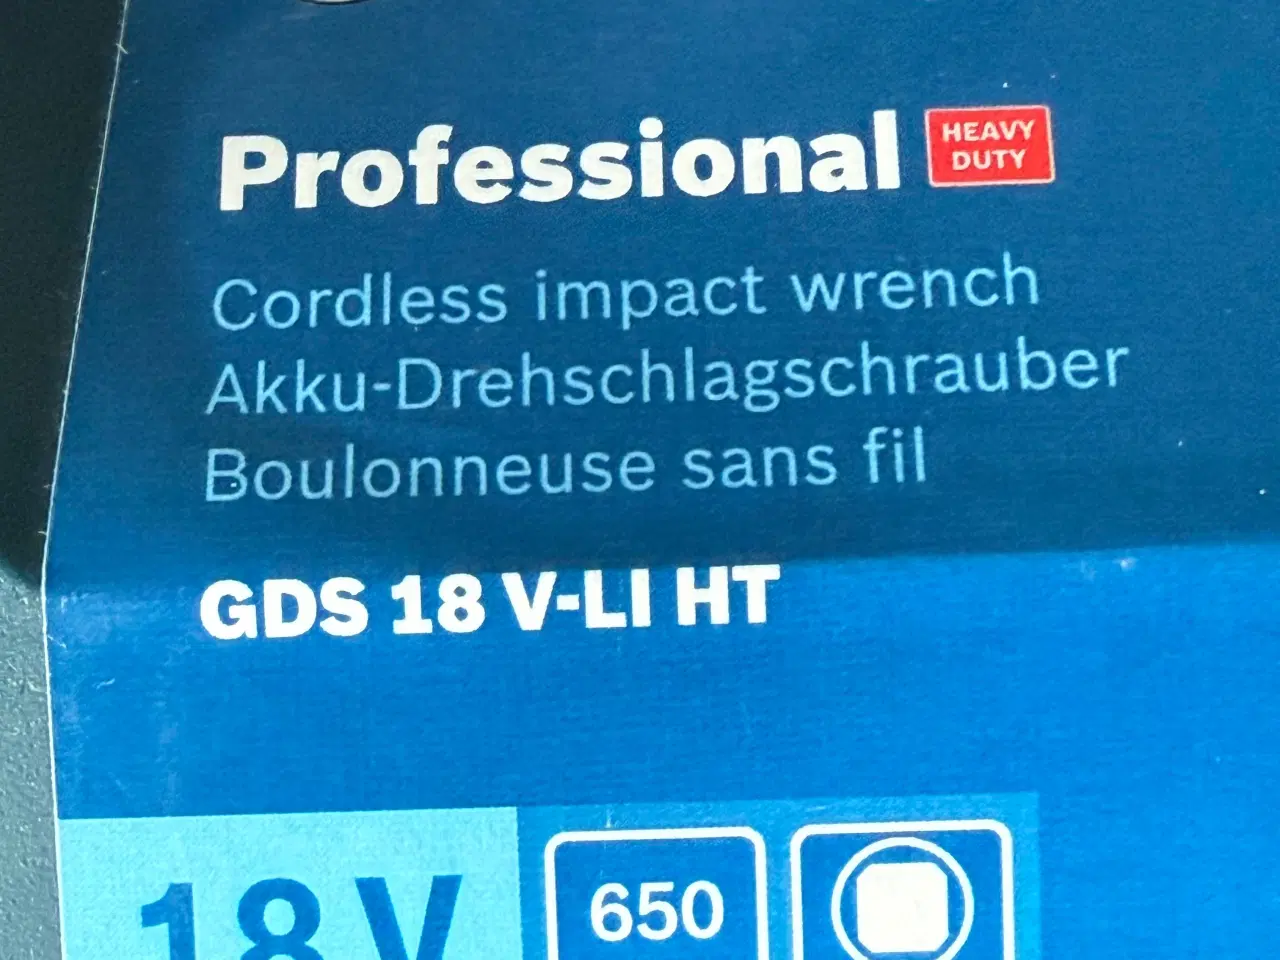 Professional HEAVY DUTY
Cordless impact wrench
Akku-Drehschlagschrauber
Boulonneuse sans fil
GDS 18 V-LI HT
18 V 650